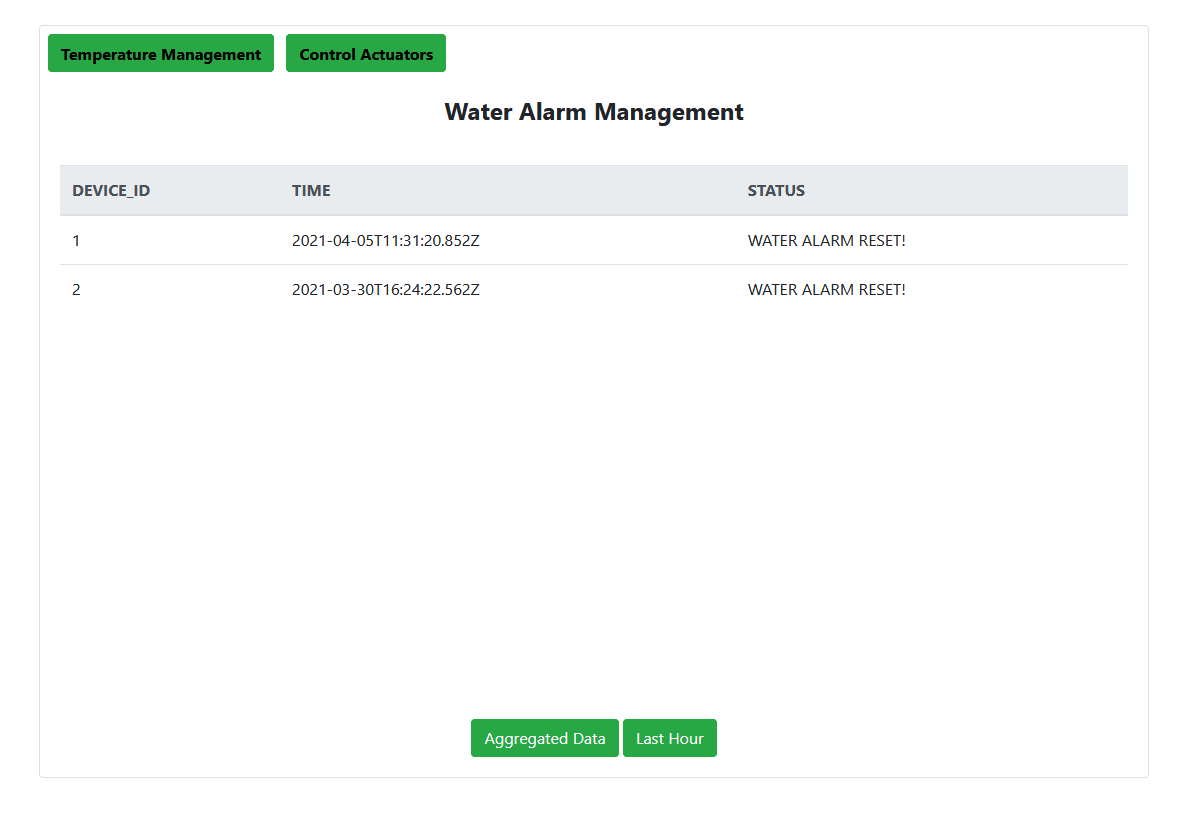 Temperature Management Control Actuators
Water Alarm Management
DEVICE_ID TIME STATUS
1 2021-04-05T11:31:20.852Z WATER ALARM RESET!
2 2021-03-30T16:24:22.562Z WATER ALARM RESET!
Aggregated Data Last Hour